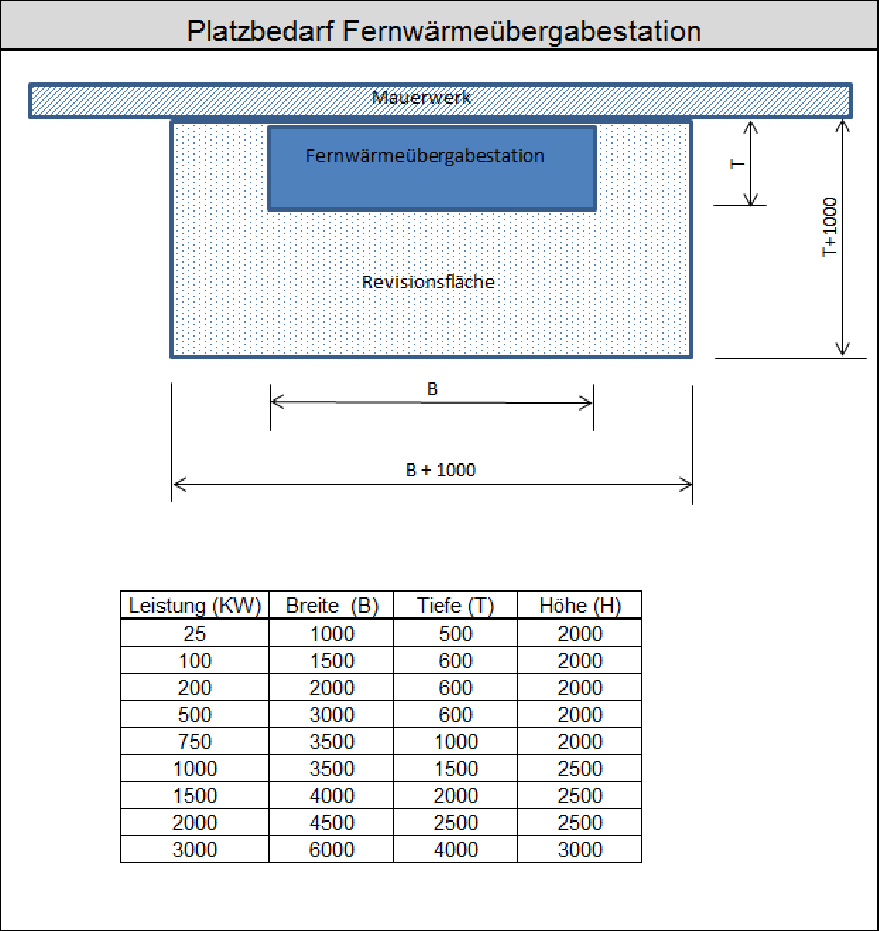 Platzbedarf Fernwärmeübergabestation
Mauerwerk
Fernwärmeübergabestation
T
T+1000
Revisionsfläche
B
B + 1000
Leistung (KW) Breite (B) Tiefe (T) Höhe (H)
25 1000 500 2000
100 1500 600 2000
200 2000 600 2000
500 3000 600 2000
750 3500 1000 2000
1000 3500 1500 2500
1500 4000 2000 2500
2000 4500 2500 2500
3000 6000 4000 3000